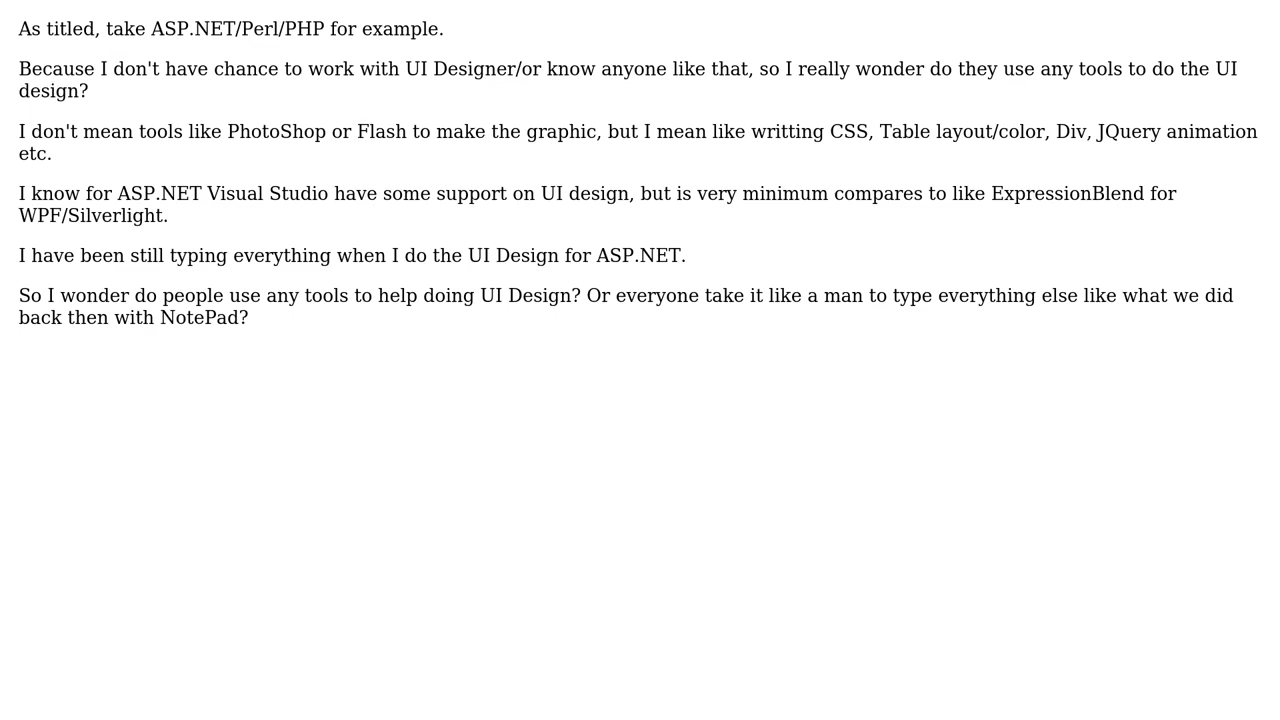 As titled, take ASP.NET/Perl/PHP for example.
Because I don't have chance to work with UI Designer/or know anyone like that, so I really wonder do they use any tools to do the UI
design?
I don't mean tools like PhotoShop or Flash to make the graphic, but I mean like writting CSS, Table layout/color, Div, JQuery animation
etc.
I know for ASP.NET Visual Studio have some support on UI design, but is very minimum compares to like ExpressionBlend for
WPF/Silverlight.
I have been still typing everything when I do the UI Design for ASP.NET.
So I wonder do people use any tools to help doing UI Design? Or everyone take it like a man to type everything else like what we did
back then with NotePad?